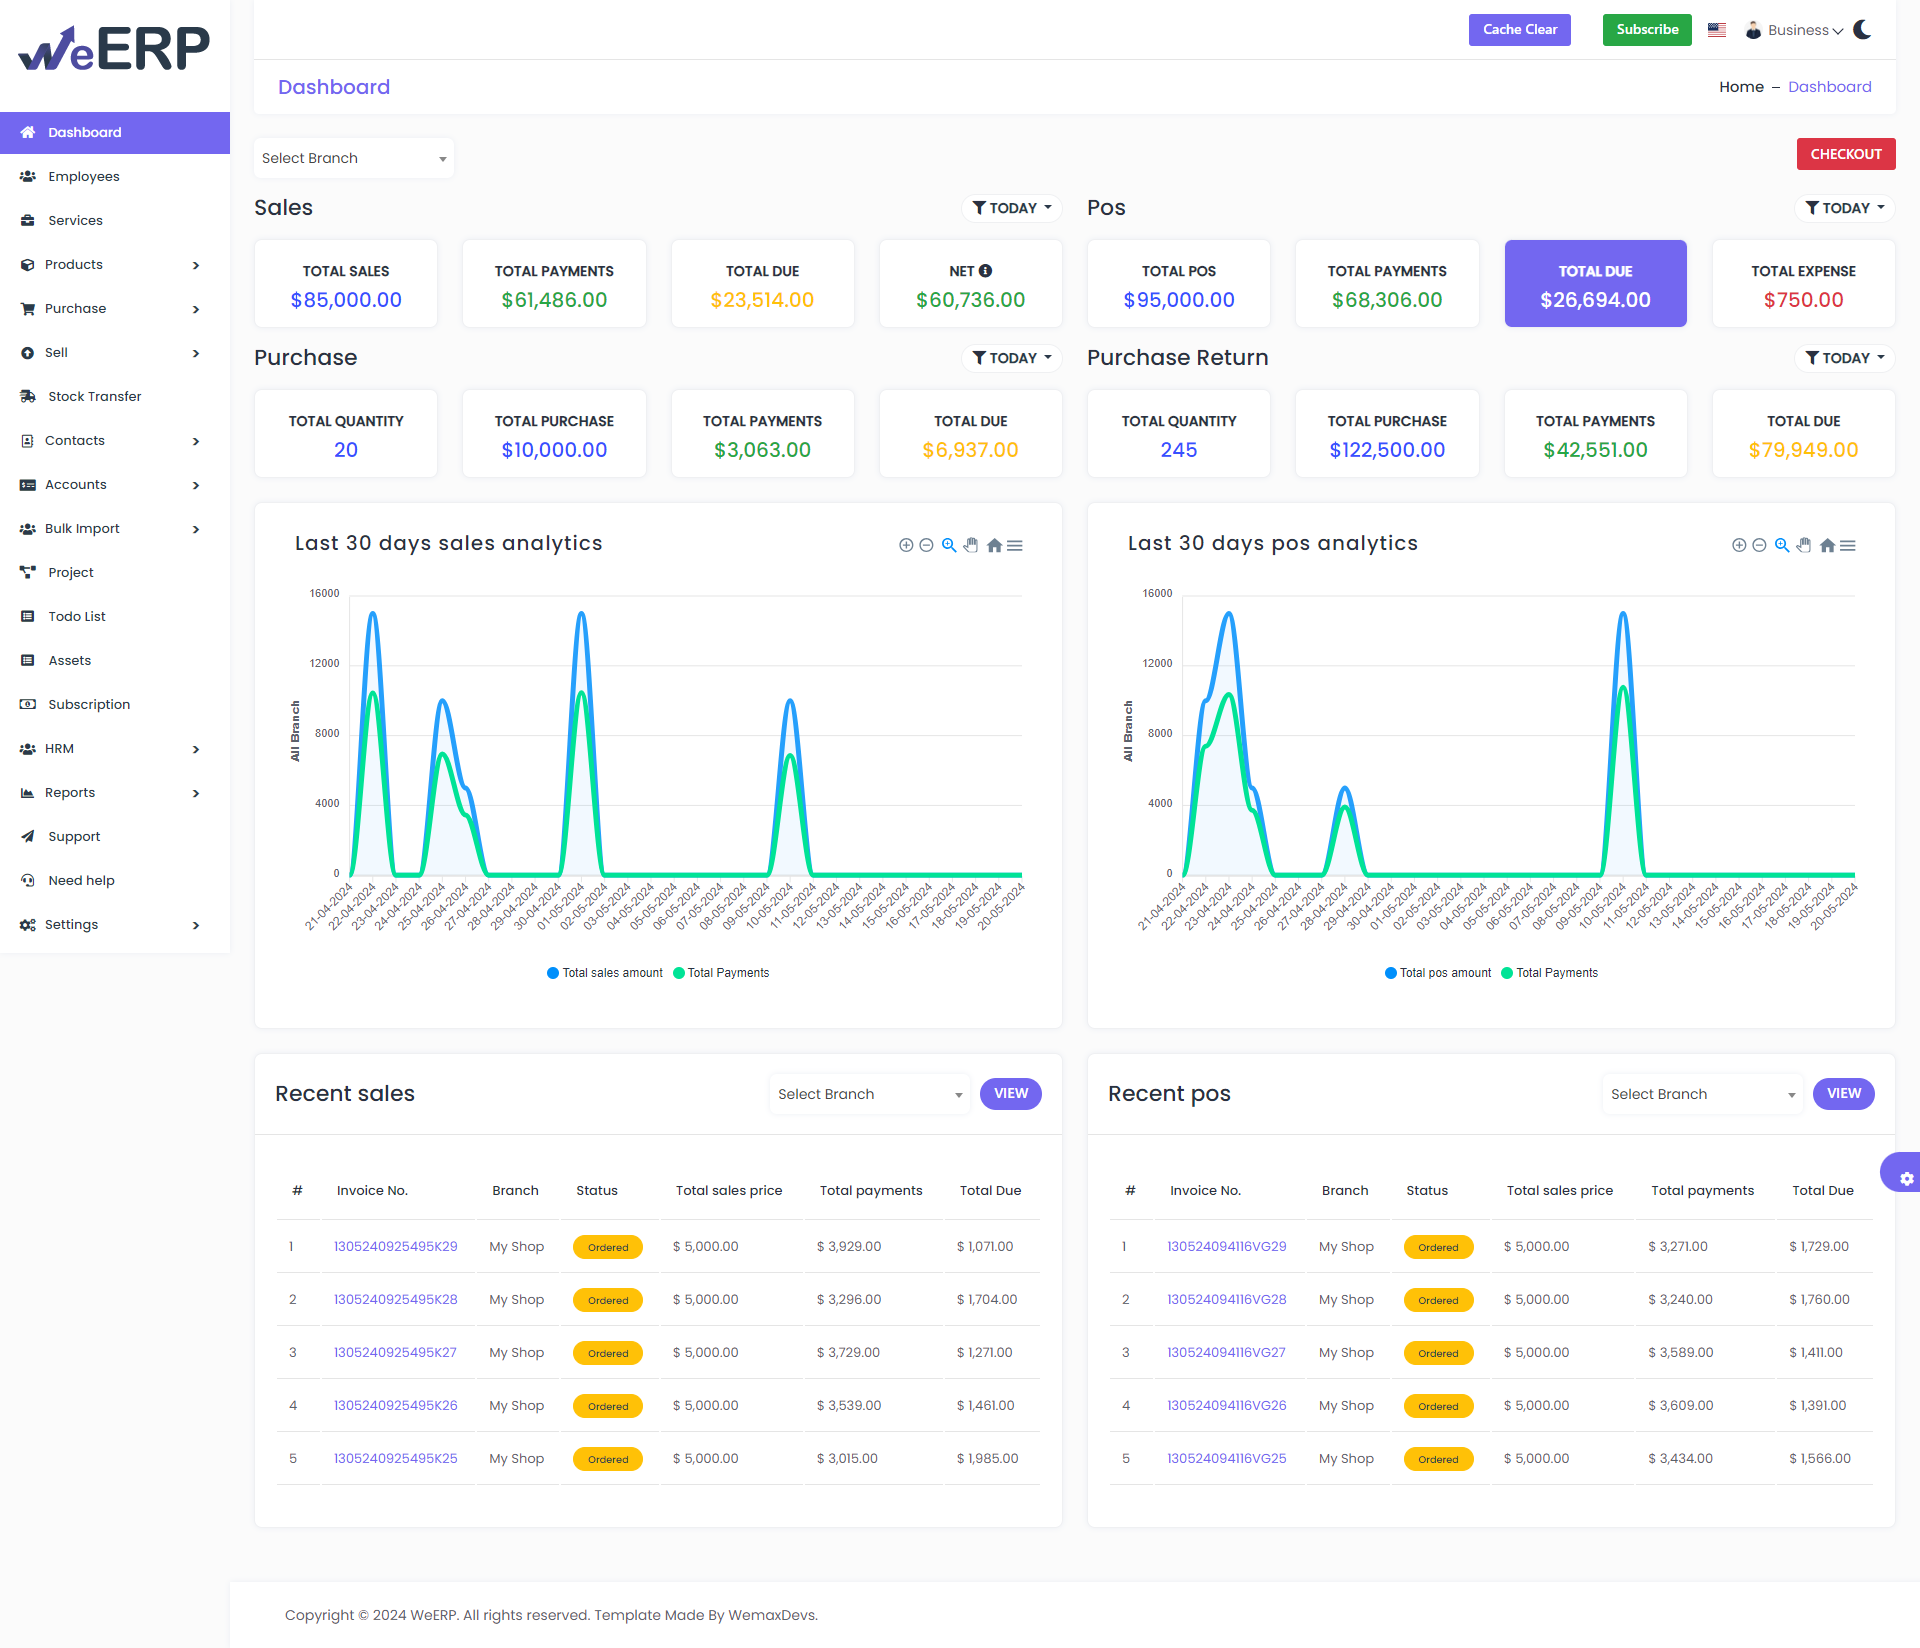 WeERP
Dashboard
Employees
Services
Products
Purchase
Sell
Stock Transfer
Contacts
Accounts
Bulk Import
Project
Todo List
Assets
Subscription
HRM
Reports
Support
Need help
Settings
Cache Clear Subscribe Business
Dashboard Home – Dashboard
Select Branch CHECKOUT
Sales TODAY
TOTAL SALES TOTAL PAYMENTS TOTAL DUE NET
$85,000.00 $61,486.00 $23,514.00 $60,736.00
Pos TODAY
TOTAL POS TOTAL PAYMENTS TOTAL DUE TOTAL EXPENSE
$95,000.00 $68,306.00 $26,694.00 $750.00
Purchase TODAY
TOTAL QUANTITY TOTAL PURCHASE TOTAL PAYMENTS TOTAL DUE
20 $10,000.00 $3,063.00 $6,937.00
Purchase Return TODAY
TOTAL QUANTITY TOTAL PURCHASE TOTAL PAYMENTS TOTAL DUE
245 $122,500.00 $42,551.00 $79,949.00
Last 30 days sales analytics
16000
12000
8000
4000
0
All Branch
21-04-2024 22-04-2024 23-04-2024 24-04-2024 25-04-2024 26-04-2024 27-04-2024 28-04-2024 29-04-2024 30-04-2024 01-05-2024 02-05-2024 03-05-2024 04-05-2024 05-05-2024 06-05-2024 07-05-2024 08-05-2024 09-05-2024 10-05-2024 11-05-2024 12-05-2024 13-05-2024 14-05-2024 15-05-2024 16-05-2024 17-05-2024 18-05-2024 19-05-2024 20-05-2024
Total sales amount Total Payments
Last 30 days pos analytics
16000
12000
8000
4000
0
All Branch
21-04-2024 22-04-2024 23-04-2024 24-04-2024 25-04-2024 26-04-2024 27-04-2024 28-04-2024 29-04-2024 30-04-2024 01-05-2024 02-05-2024 03-05-2024 04-05-2024 05-05-2024 06-05-2024 07-05-2024 08-05-2024 09-05-2024 10-05-2024 11-05-2024 12-05-2024 13-05-2024 14-05-2024 15-05-2024 16-05-2024 17-05-2024 18-05-2024 19-05-2024 20-05-2024
Total pos amount Total Payments
Recent sales Select Branch VIEW
# Invoice No. Branch Status Total sales price Total payments Total Due
1 1305240925495K29 My Shop Ordered $ 5,000.00 $ 3,929.00 $ 1,071.00
2 1305240925495K28 My Shop Ordered $ 5,000.00 $ 3,296.00 $ 1,704.00
3 1305240925495K27 My Shop Ordered $ 5,000.00 $ 3,729.00 $ 1,271.00
4 1305240925495K26 My Shop Ordered $ 5,000.00 $ 3,539.00 $ 1,461.00
5 1305240925495K25 My Shop Ordered $ 5,000.00 $ 3,015.00 $ 1,985.00
Recent pos Select Branch VIEW
# Invoice No. Branch Status Total sales price Total payments Total Due
1 130524094116VG29 My Shop Ordered $ 5,000.00 $ 3,271.00 $ 1,729.00
2 130524094116VG28 My Shop Ordered $ 5,000.00 $ 3,240.00 $ 1,760.00
3 130524094116VG27 My Shop Ordered $ 5,000.00 $ 3,589.00 $ 1,411.00
4 130524094116VG26 My Shop Ordered $ 5,000.00 $ 3,609.00 $ 1,391.00
5 130524094116VG25 My Shop Ordered $ 5,000.00 $ 3,434.00 $ 1,566.00
Copyright © 2024 WeERP. All rights reserved. Template Made By WemaxDevs.